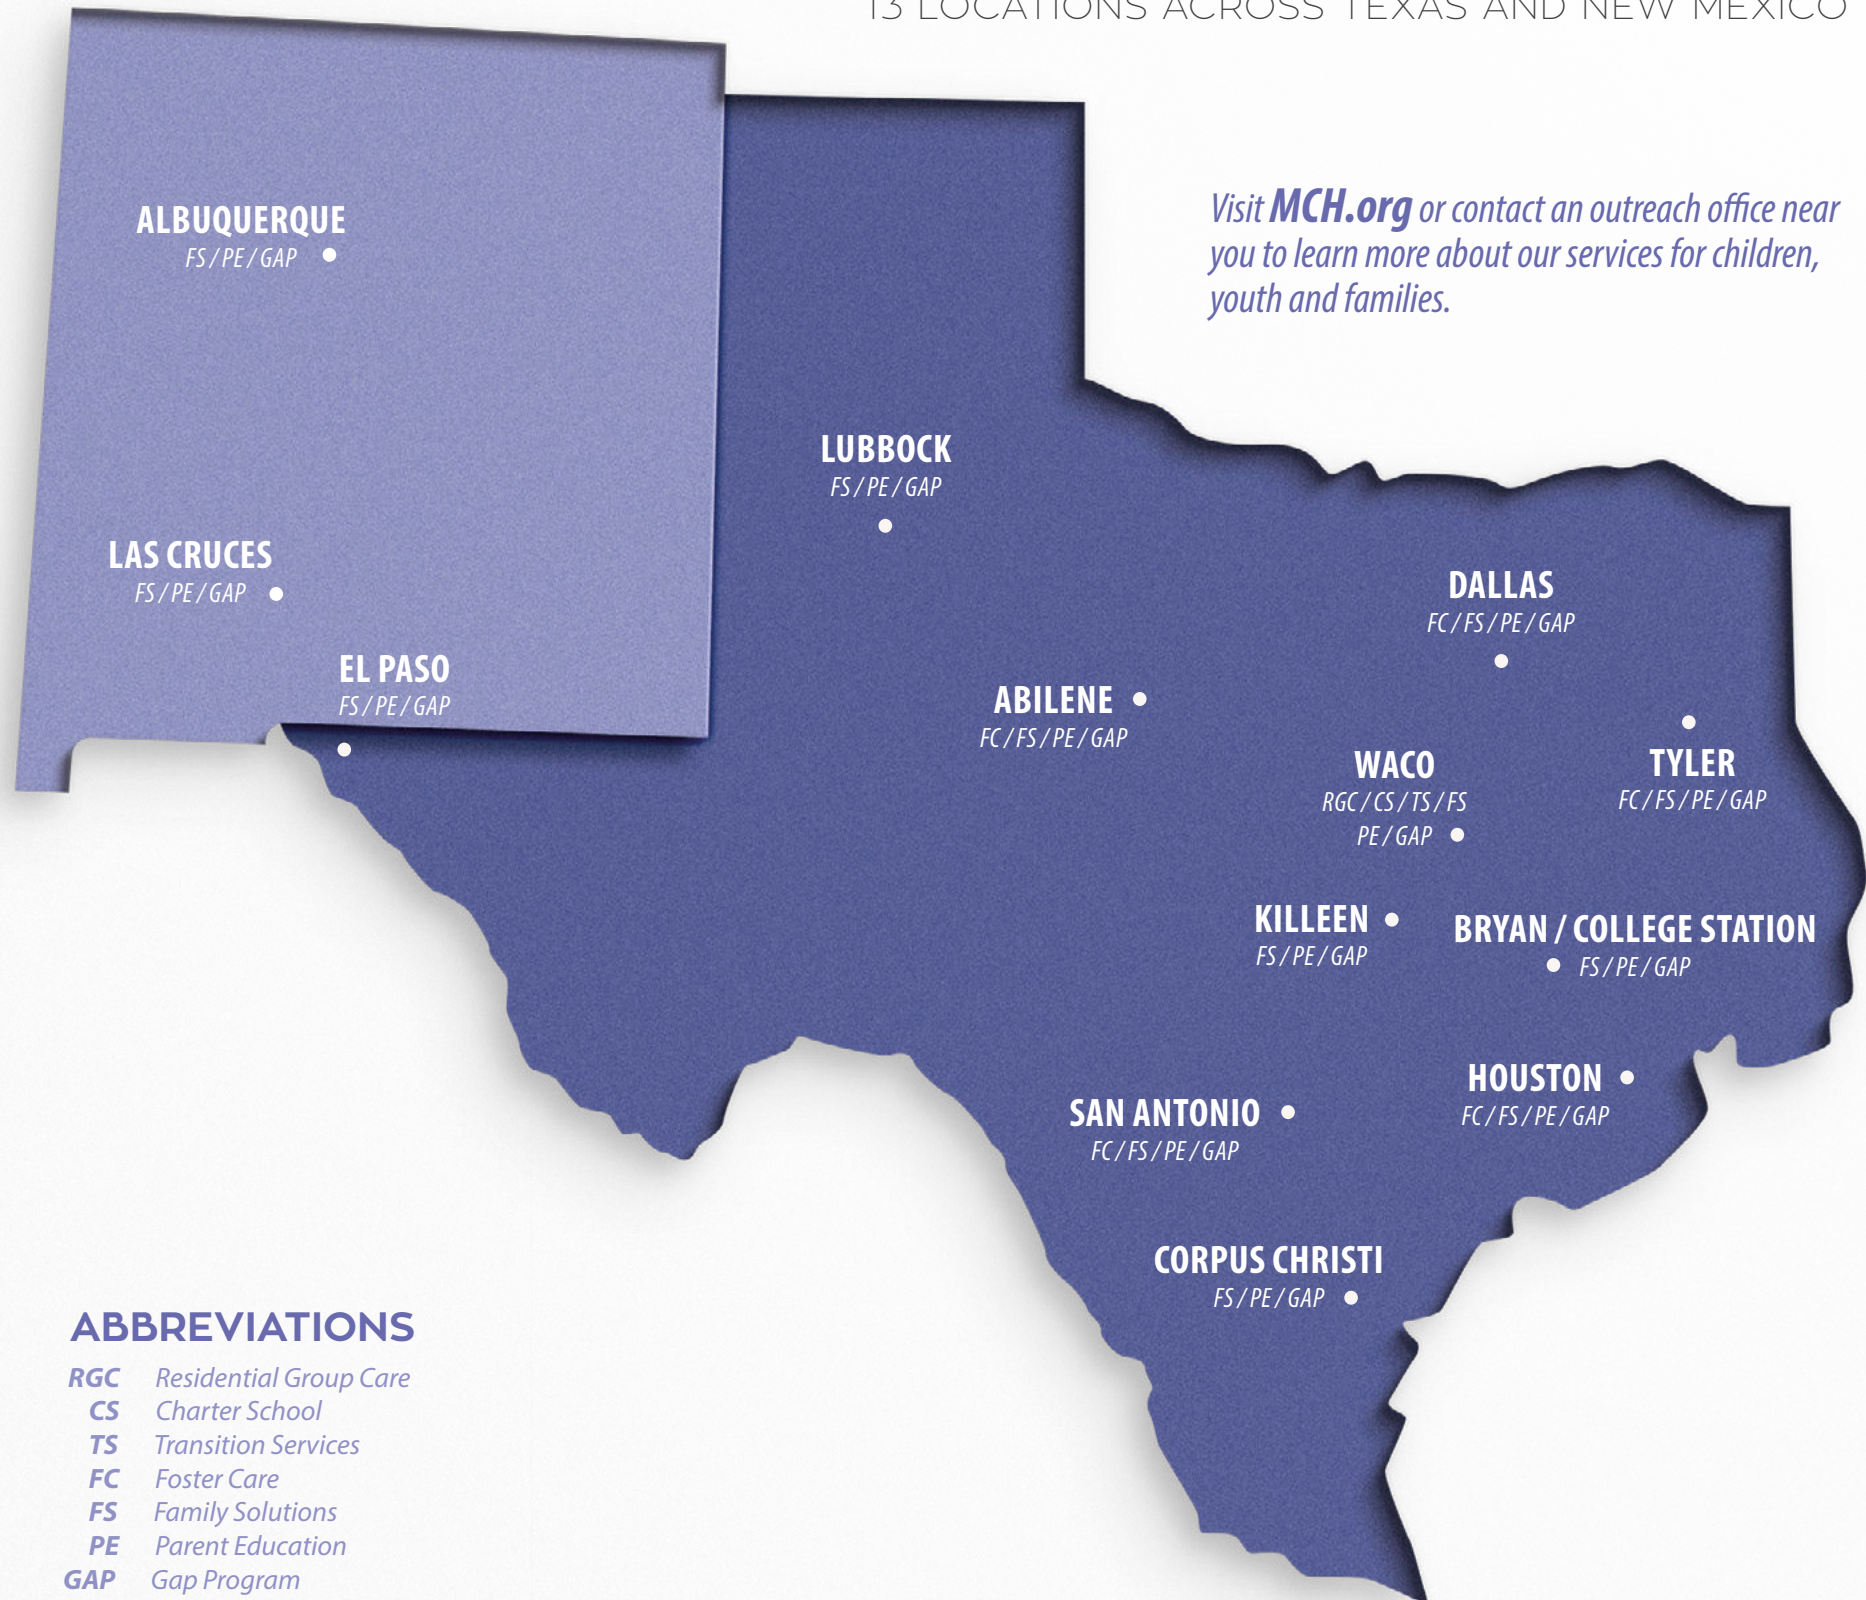 13 LOCATIONS ACROSS TEXAS AND NEW MEXICO
Visit MCH.org or contact an outreach office near
you to learn more about our services for children,
youth and families.
ALBUQUERQUE
FS / PE / GAP
LUBBOCK
FS / PE / GAP
LAS CRUCES
FS / PE / GAP
DALLAS
FC / FS / PE / GAP
EL PASO
FS / PE / GAP
ABILENE
FC / FS / PE / GAP
WACO
RGC / CS / TS / FS
PE / GAP
TYLER
FC / FS / PE / GAP
KILLEEN
FS / PE / GAP
BRYAN / COLLEGE STATION
FS / PE / GAP
HOUSTON
FC / FS / PE / GAP
SAN ANTONIO
FC / FS / PE / GAP
CORPUS CHRISTI
FS / PE / GAP
ABBREVIATIONS
RGC Residential Group Care
CS Charter School
TS Transition Services
FC Foster Care
FS Family Solutions
PE Parent Education
GAP Gap Program